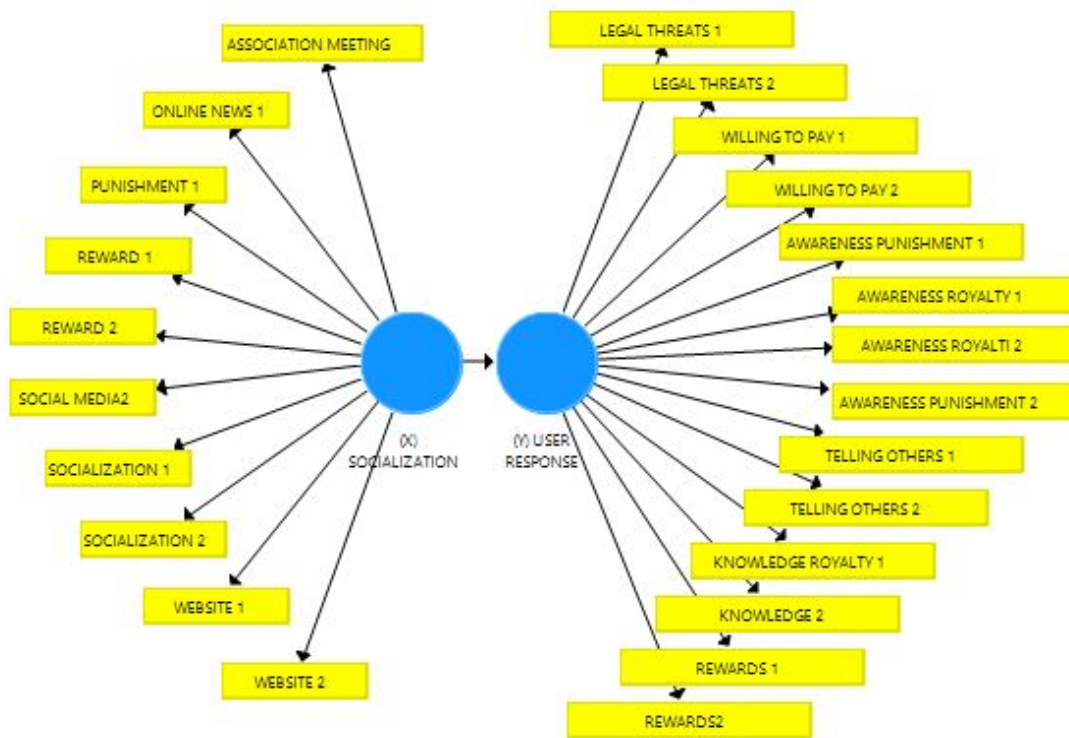 ASSOCIATION MEETING
ONLINE NEWS 1
PUNISHMENT 1
REWARD 1
REWARD 2
SOCIAL MEDIA2
SOCIALIZATION 1
SOCIALIZATION 2
WEBSITE 1
WEBSITE 2
(X)
SOCIALIZATION
(Y) USER
RESPONSE
LEGAL THREATS 1
LEGAL THREATS 2
WILLING TO PAY 1
WILLING TO PAY 2
AWARENESS PUNISHMENT 1
AWARENESS ROYALTY 1
AWARENESS ROYALTI 2
AWARENESS PUNISHMENT 2
TELLING OTHERS 1
TELLING OTHERS 2
KNOWLEDGE ROYALTY 1
KNOWLEDGE 2
REWARDS 1
REWARDS2